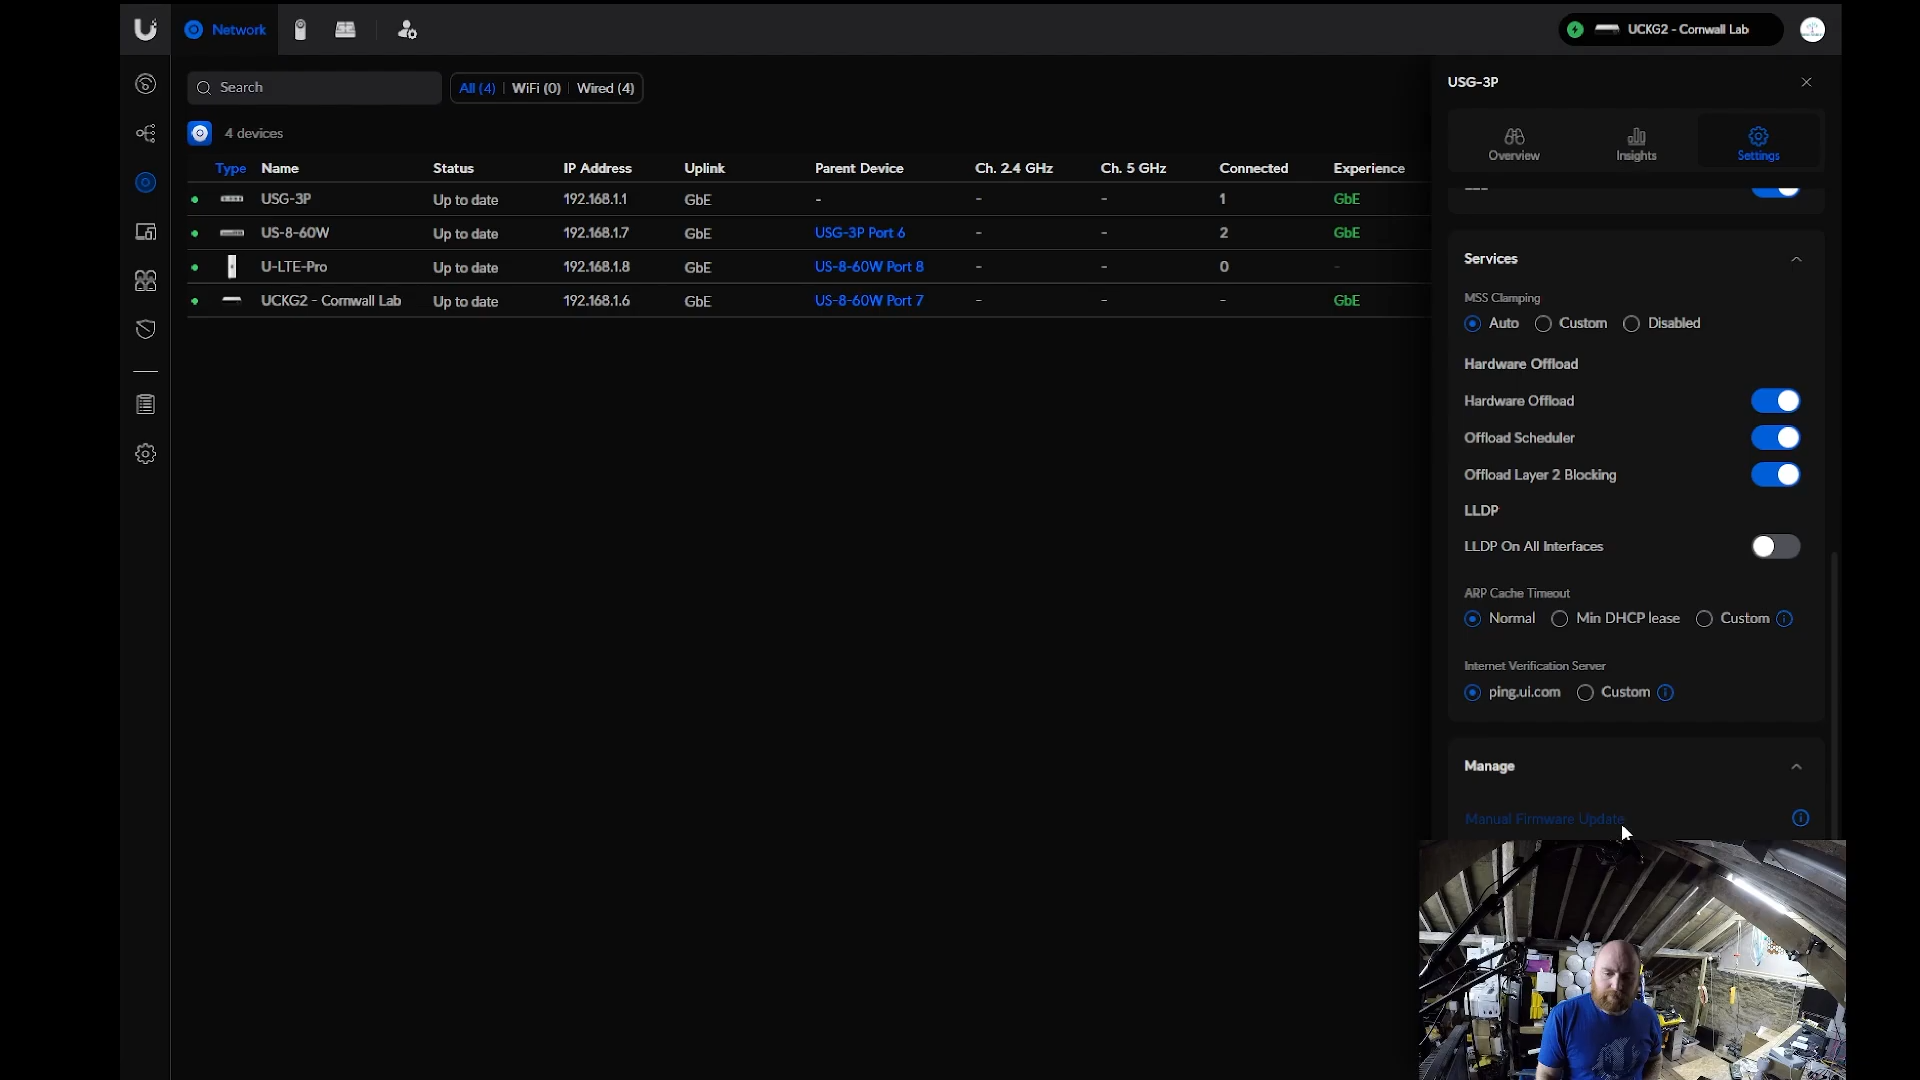 Network
UCKG2 - Cornwall Lab
Search
All (4) | WiFi (0) | Wired (4)
4 devices
Type Name Status IP Address Uplink Parent Device Ch. 2.4 GHz Ch. 5 GHz Connected Experience
USG-3P Up to date 192.168.1.1 GbE - - - 1 GbE
US-8-60W Up to date 192.168.1.7 GbE USG-3P Port 6 - - 2 GbE
U-LTE-Pro Up to date 192.168.1.8 GbE US-8-60W Port 8 - - 0 -
UCKG2 - Cornwall Lab Up to date 192.168.1.6 GbE US-8-60W Port 7 - - - GbE
USG-3P
Overview Insights Settings
Services
MSS Clamping
Auto Custom Disabled
Hardware Offload
Hardware Offload
Offload Scheduler
Offload Layer 2 Blocking
LLDP
LLDP On All Interfaces
ARP Cache Timeout
Normal Min DHCP lease Custom
Internet Verification Server
ping.ui.com Custom
Manage
Manual Firmware Update